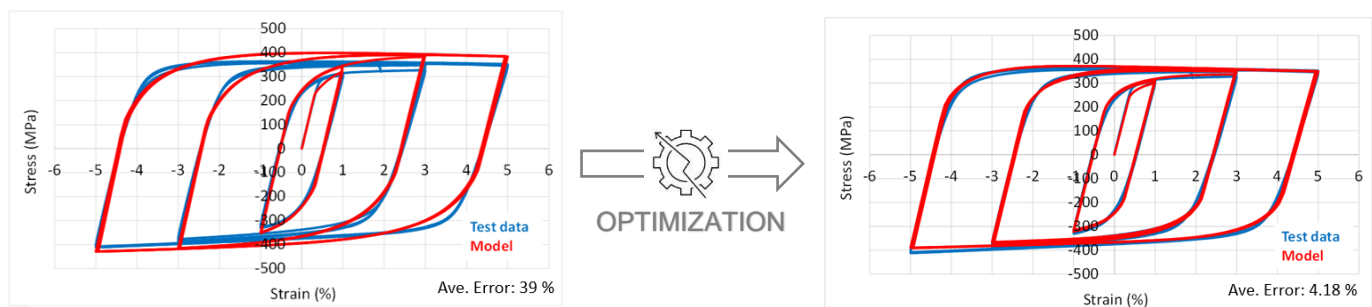 500
400
300
200
100
0
-100
-200
-300
-400
-500
-6 -5 -4 -3 -2 -1 0 1 2 3 4 5 6
Stress (MPa)
Strain (%)
Test data
Model
Ave. Error: 39 %
OPTIMIZATION
500
400
300
200
100
0
-100
-200
-300
-400
-500
-6 -5 -4 -3 -2 -1 0 1 2 3 4 5 6
Stress (MPa)
Strain (%)
Test data
Model
Ave. Error: 4.18 %